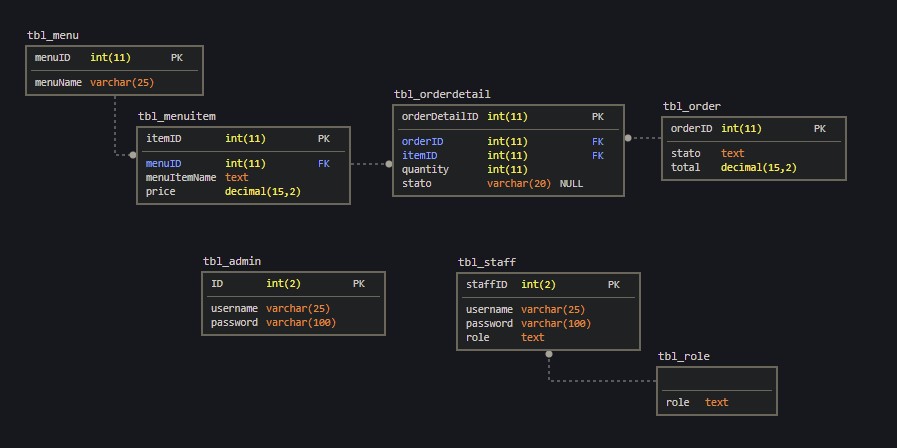 tbl_menu
menuID int(11) PK
menuName varchar(25)
tbl_menuitem
itemID int(11) PK
menuID int(11) FK
menuItemName text
price decimal(15,2)
tbl_orderdetail
orderDetailID int(11) PK
orderID int(11) FK
itemID int(11) FK
quantity int(11)
stato varchar(20) NULL
tbl_order
orderID int(11) PK
stato text
total decimal(15,2)
tbl_admin
ID int(2) PK
username varchar(25)
password varchar(100)
tbl_staff
staffID int(2) PK
username varchar(25)
password varchar(100)
role text
tbl_role
role text